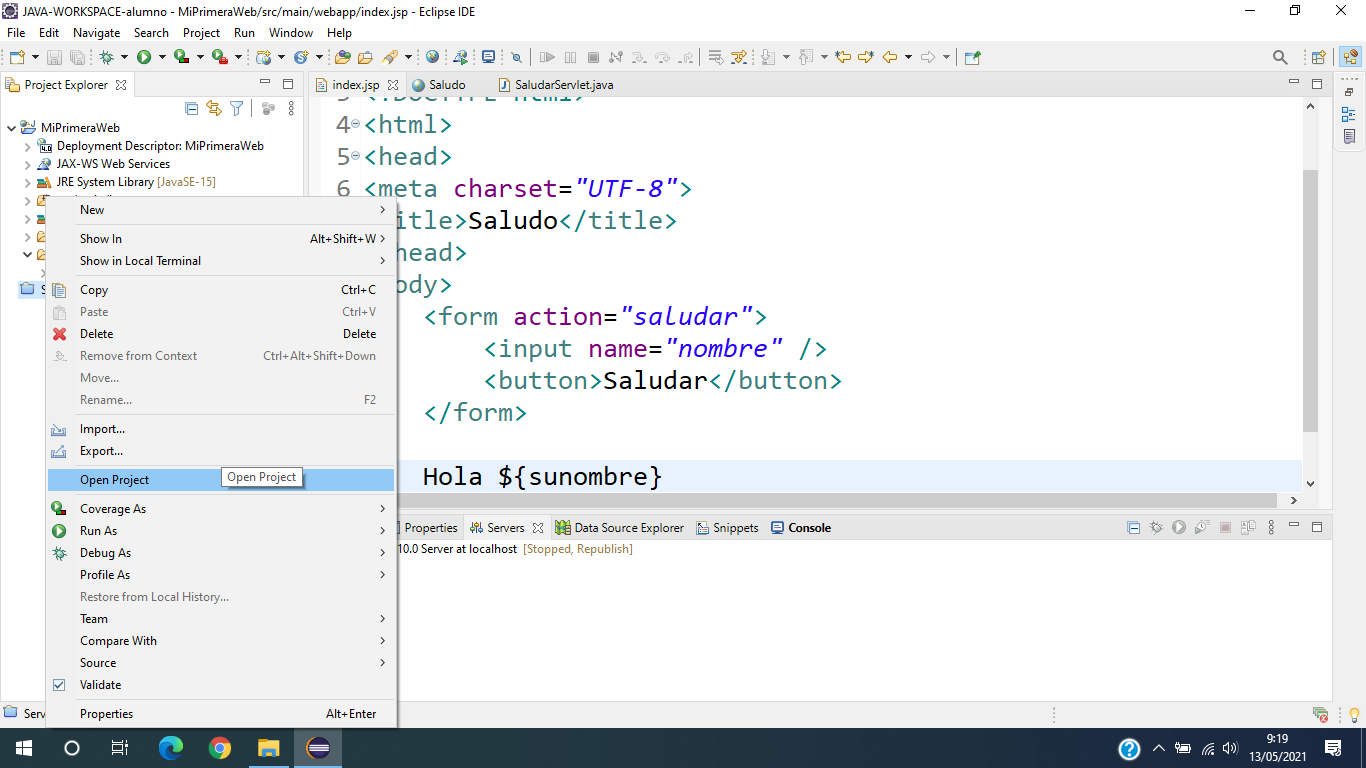 JAVA-WORKSPACE-alumno - MiPrimeraWeb/src/main/webapp/index.jsp - Eclipse IDE
File Edit Navigate Search Project Run Window Help
Project Explorer
index.jsp Saludo SaludarServlet.java
MiPrimeraWeb
4.0 Deployment Descriptor: MiPrimeraWeb
JAX-WS Web Services
JRE System Library [JavaSE-15]
4 <html>
5 <head>
6 <meta charset="UTF-8">
itle>Saludo</title>
head>
ody>
<form action="saludar">
<input name="nombre" />
<button>Saludar</button>
</form>
Hola ${sunombre}
New
Show In Alt+Shift+W
Show in Local Terminal
Copy Ctrl+C
Paste Ctrl+V
Delete Delete
Remove from Context Ctrl+Alt+Shift+Down
Move...
Rename... F2
Import...
Export...
Open Project Open Project
Coverage As
Run As
Debug As
Profile As
Restore from Local History...
Team
Compare With
Source
Validate
Properties Alt+Enter
Properties Servers Data Source Explorer Snippets Console
10.0 Server at localhost [Stopped, Republish]
Serv
9:19
13/05/2021